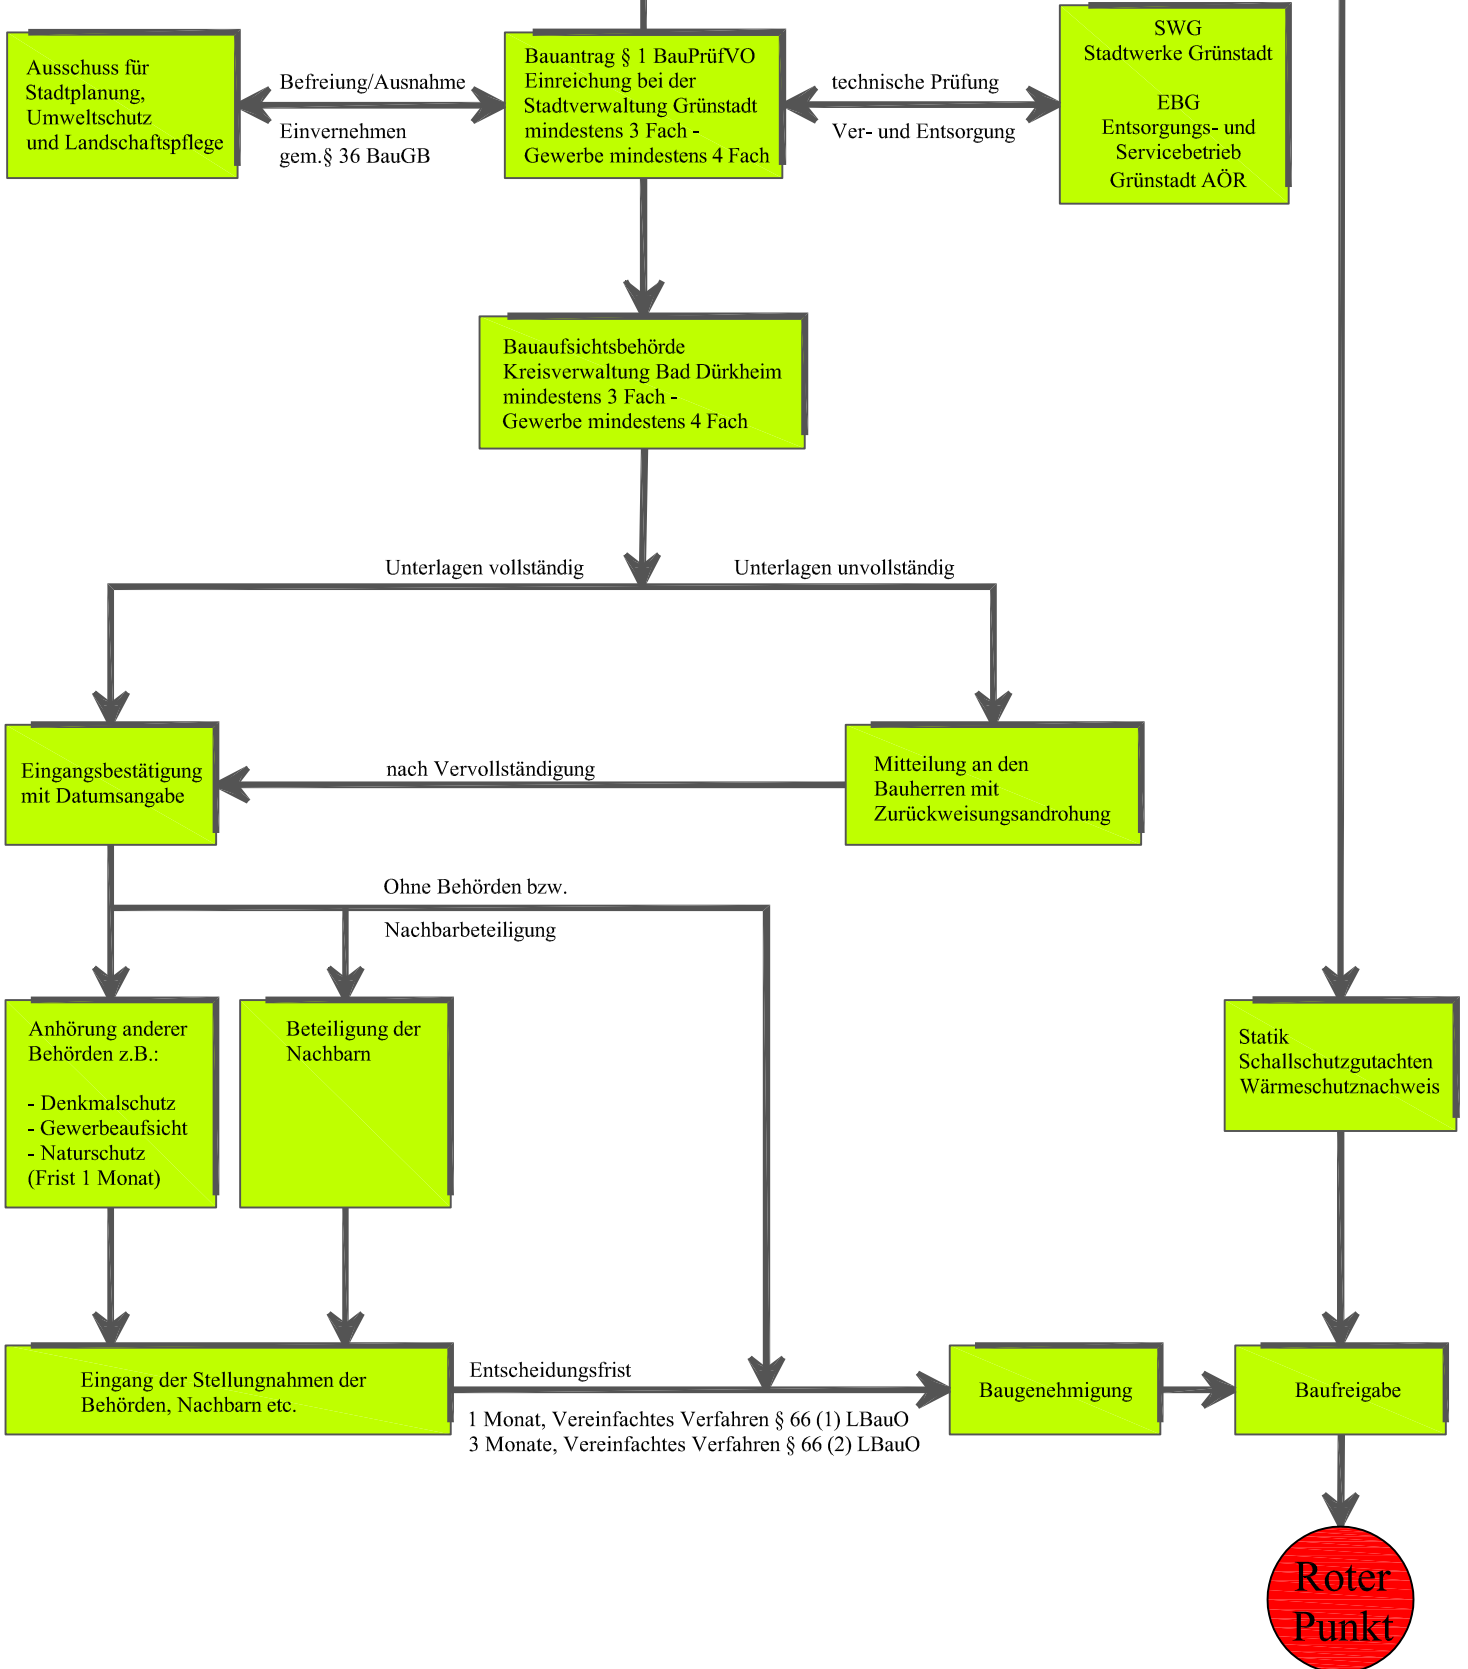 Ausschuss für
Stadtplanung,
Umweltschutz
und Landschaftspflege
Befreiung/Ausnahme
Einvernehmen
gem.§ 36 BauGB
Bauantrag § 1 BauPrüfVO
Einreichung bei der
Stadtverwaltung Grünstadt
mindestens 3 Fach -
Gewerbe mindestens 4 Fach
technische Prüfung
Ver- und Entsorgung
SWG
Stadtwerke Grünstadt
EBG
Entsorgungs- und
Servicebetrieb
Grünstadt AÖR
Bauaufsichtsbehörde
Kreisverwaltung Bad Dürkheim
mindestens 3 Fach -
Gewerbe mindestens 4 Fach
Unterlagen vollständig
Unterlagen unvollständig
Eingangsbestätigung
mit Datumsangabe
nach Vervollständigung
Mitteilung an den
Bauherren mit
Zurückweisungsandrohung
Ohne Behörden bzw.
Nachbarbeteiligung
Anhörung anderer
Behörden z.B.:
- Denkmalschutz
- Gewerbeaufsicht
- Naturschutz
(Frist 1 Monat)
Beteiligung der
Nachbarn
Statik
Schallschutzgutachten
Wärmeschutznachweis
Eingang der Stellungnahmen der
Behörden, Nachbarn etc.
Entscheidungsfrist
1 Monat, Vereinfachtes Verfahren § 66 (1) LBauO
3 Monate, Vereinfachtes Verfahren § 66 (2) LBauO
Baugenehmigung
Baufreigabe
Roter
Punkt